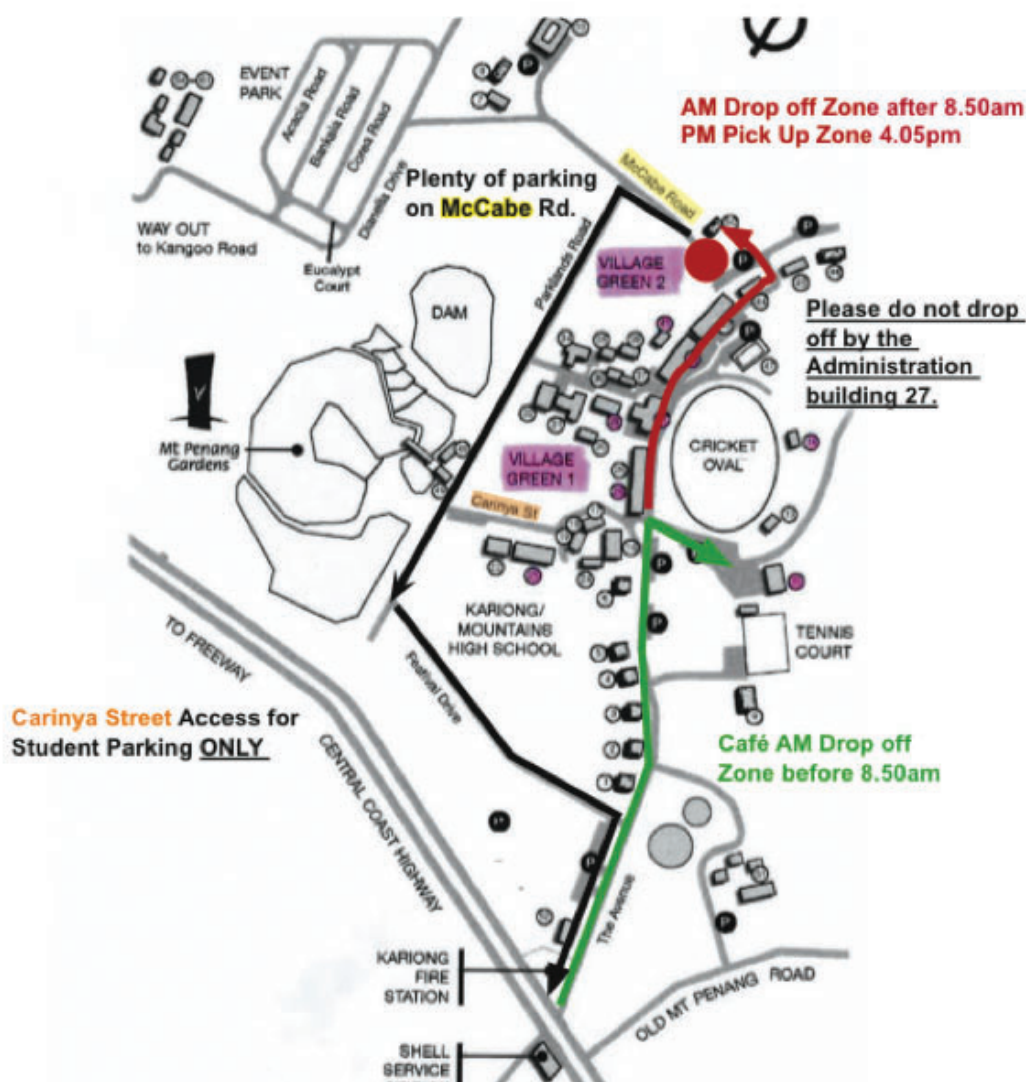 EVENT
PARK
Acacia Road
Banksia Road
Corea Road
Dianella Drive
AM Drop off Zone after 8.50am
PM Pick Up Zone 4.05pm
McCabe Road
Plenty of parking
on McCabe Rd.
WAY OUT
to Kangoo Road
Eucalypt
Court
Parklands Road
VILLAGE
GREEN 2
DAM
Please do not drop
off by the
Administration
building 27.
Mt Penang
Gardens
CRICKET
OVAL
VILLAGE
GREEN 1
Carinya St
KARIONG/
MOUNTAINS
HIGH SCHOOL
TENNIS
COURT
TO FREEWAY
Festival Drive
Carinya Street Access for
Student Parking ONLY
CENTRAL COAST HIGHWAY
Café AM Drop off
Zone before 8.50am
P
P
P
P
P
P
P
P
P
P
The Avenue
KARIONG
FIRE
STATION
OLD MT PENANG ROAD
SHELL
SERVICE